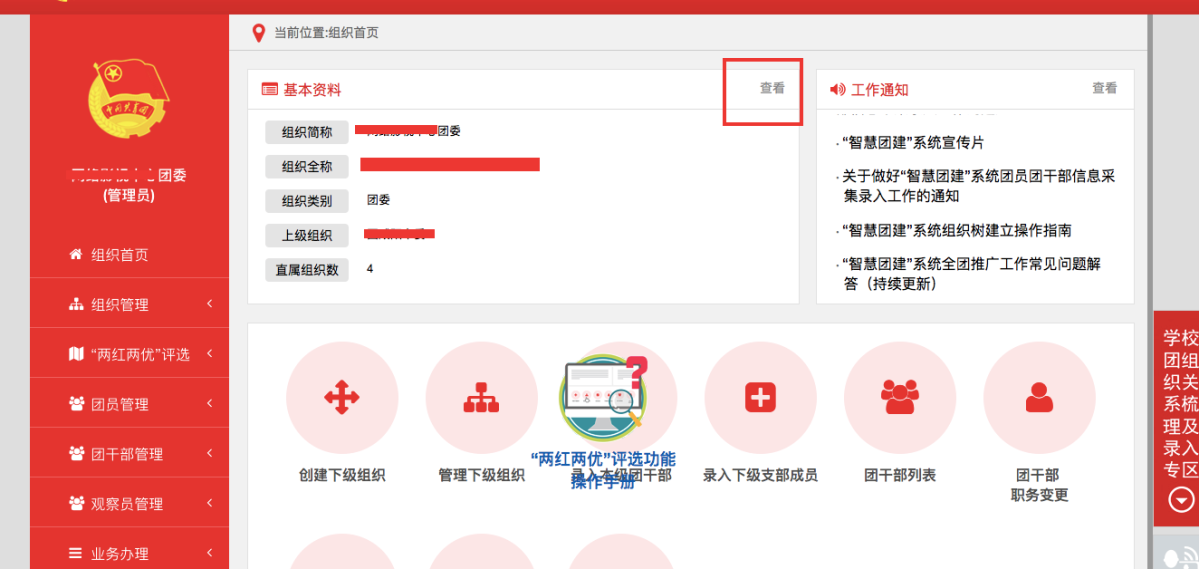 当前位置:组织首页
中国共青团
团委
(管理员)
组织首页
组织管理
“两红两优”评选
团员管理
团干部管理
观察员管理
业务办理
基本资料
查看
组织简称
团委
组织全称
组织类别
团委
上级组织
直属组织数
4
工作通知
查看
·“智慧团建”系统宣传片
·关于做好“智慧团建”系统团员团干部信息采
集录入工作的通知
·“智慧团建”系统组织树建立操作指南
·“智慧团建”系统全团推广工作常见问题解
答（持续更新）
创建下级组织
管理下级组织
录入本级团干部
“两红两优”评选功能
操作手册
录入下级支部成员
团干部列表
团干部
职务变更
学校
团组
织关
系梳
理及
录入
专区